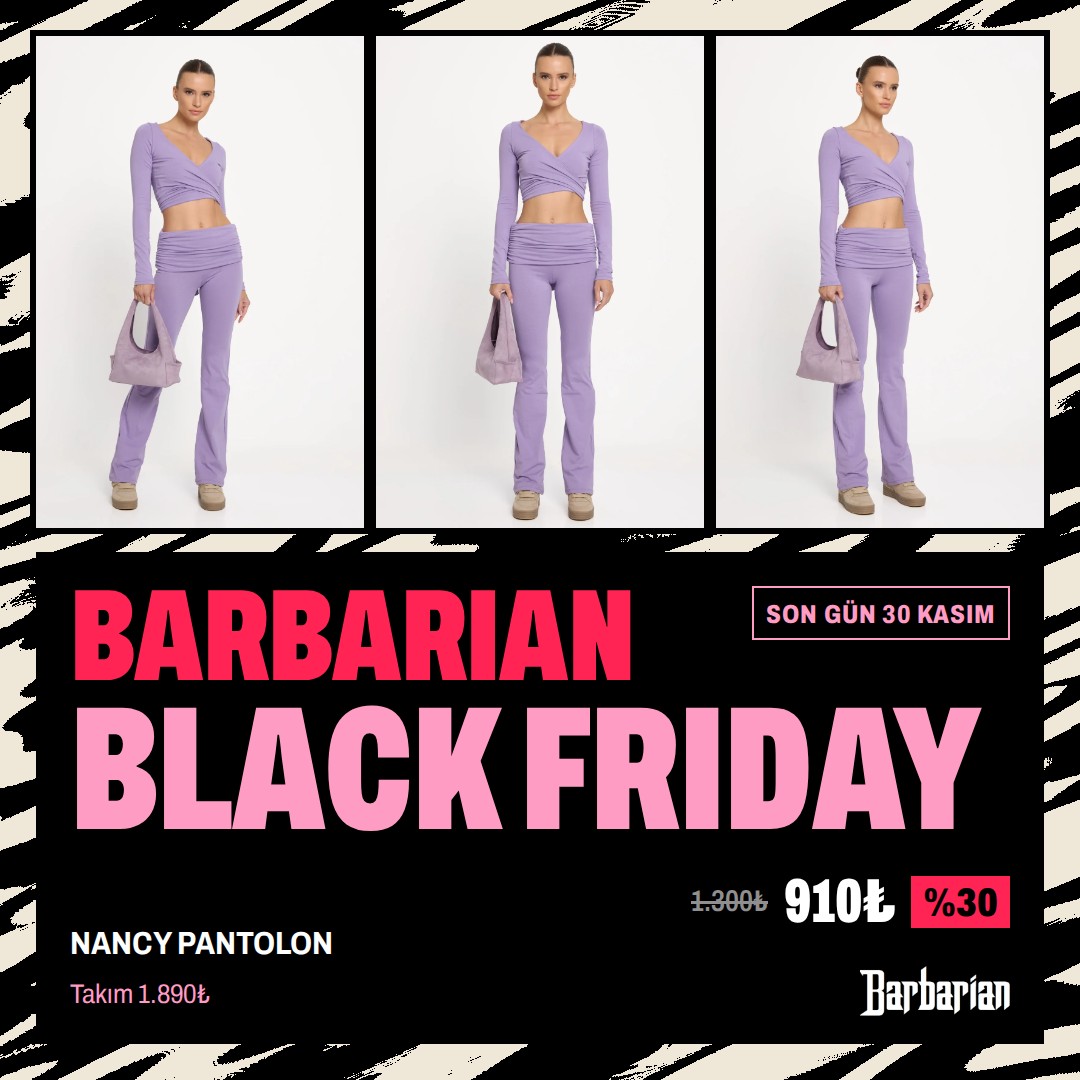 BARBARIAN
SON GÜN 30 KASIM
BLACK FRIDAY
1.300₺ 910₺ %30
NANCY PANTOLON
Takım 1.890₺
Barbarian